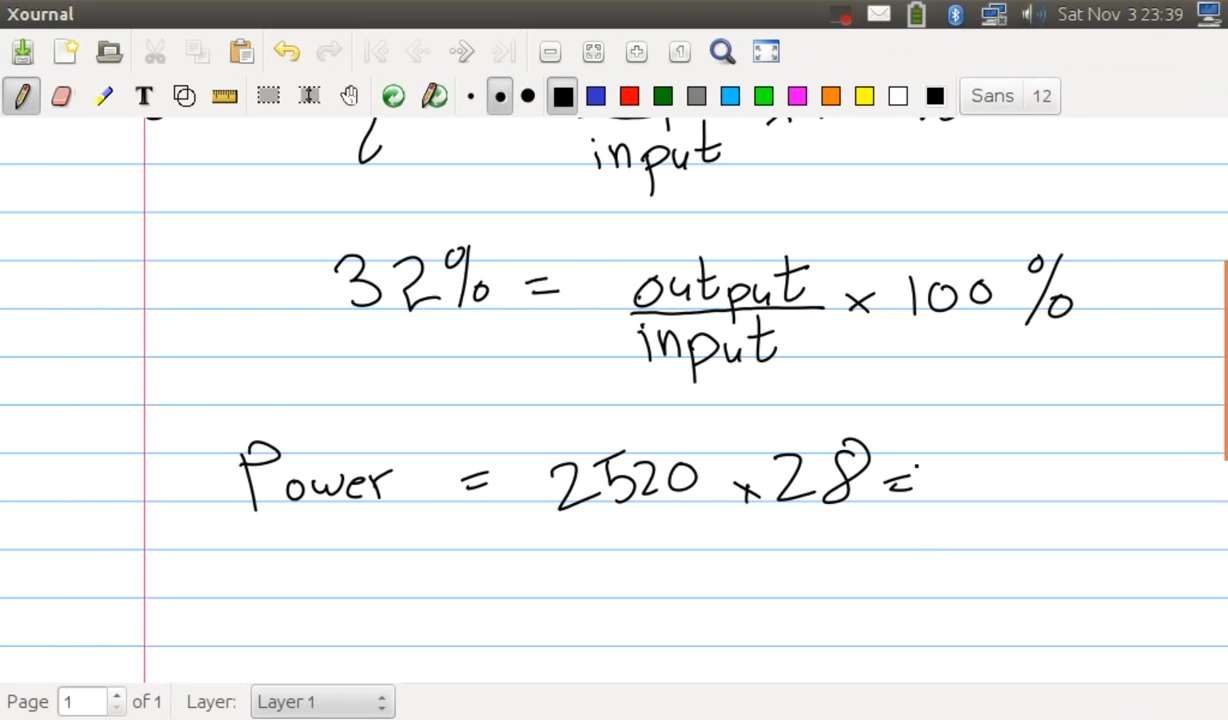 Xournal
Sat Nov 3 23:39
Sans 12
input
32% = output × 100 %
input
Power = 2520 × 28 =
Page 1 of 1 Layer: Layer 1